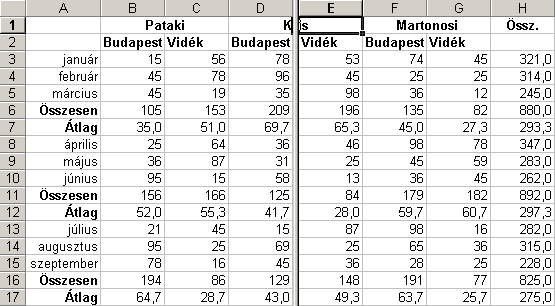 A B C D E F G H
1 Pataki Kis Martonosi Össz.
2 Budapest Vidék Budapest Vidék Budapest Vidék
3 január 15 56 78 53 74 45 321,0
4 február 45 78 96 45 25 25 314,0
5 március 45 19 35 98 36 12 245,0
6 Összesen 105 153 209 196 135 82 880,0
7 Átlag 35,0 51,0 69,7 65,3 45,0 27,3 293,3
8 április 25 64 36 46 98 78 347,0
9 május 36 87 31 25 45 59 283,0
10 június 95 15 58 13 36 45 262,0
11 Összesen 156 166 125 84 179 182 892,0
12 Átlag 52,0 55,3 41,7 28,0 59,7 60,7 297,3
13 július 21 45 15 87 98 16 282,0
14 augusztus 95 25 69 25 65 36 315,0
15 szeptember 78 16 45 36 28 25 228,0
16 Összesen 194 86 129 148 191 77 825,0
17 Átlag 64,7 28,7 43,0 49,3 63,7 25,7 275,0